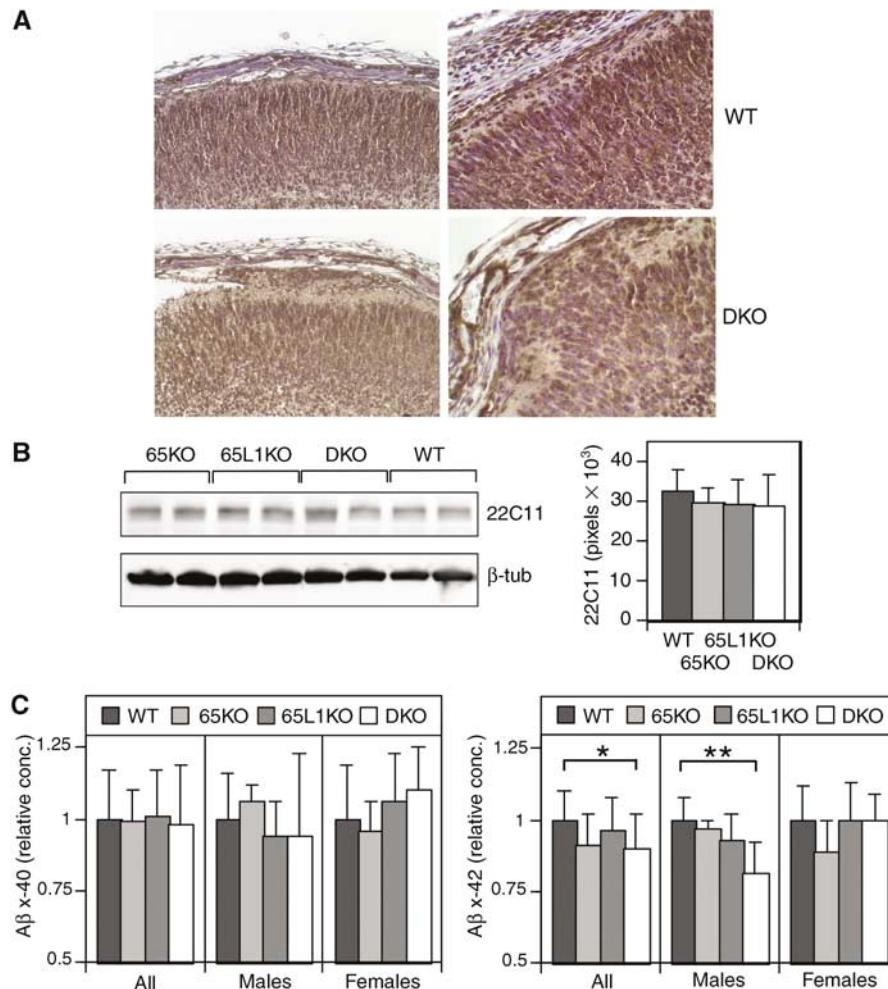 A
WT
DKO
B
65KO 65L1KO DKO WT
22C11
β-tub
22C11 (pixels × 10³)
40
30
20
10
0
WT 65L1KO
65KO DKO
C
WT 65KO 65L1KO DKO
Aβ x-40 (relative conc.)
1.25
1
0.75
0.5
All Males Females
WT 65KO 65L1KO DKO
Aβ x-42 (relative conc.)
1.25
1
0.75
0.5
* **
All Males Females